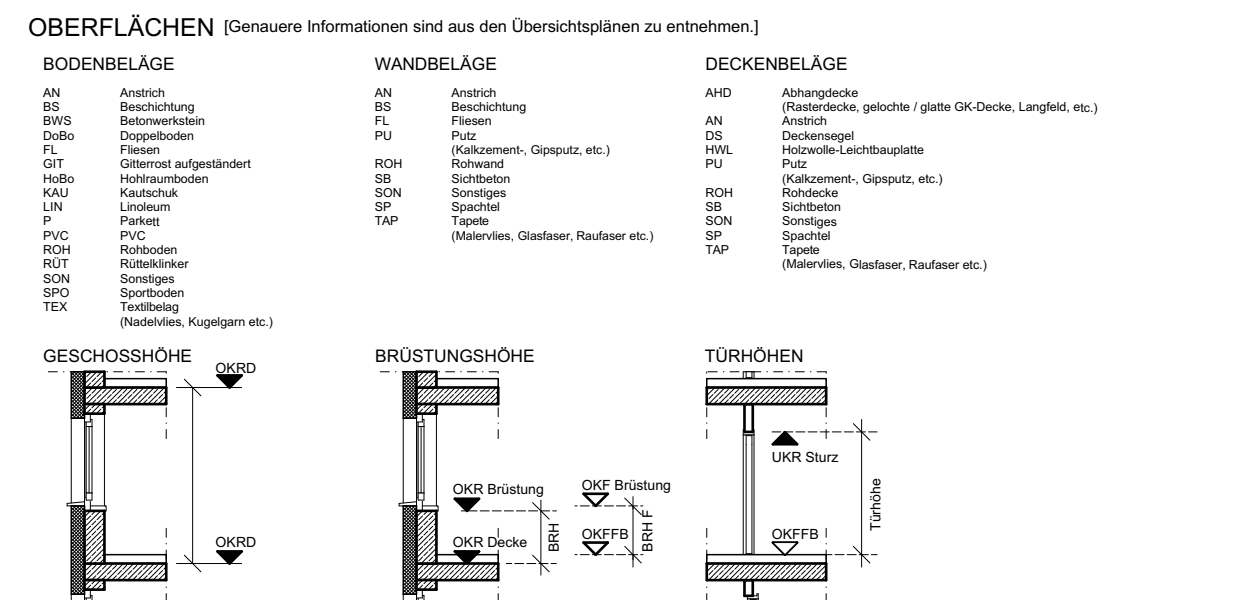 OBERFLÄCHEN [Genauere Informationen sind aus den Übersichtsplänen zu entnehmen.]
BODENBELÄGE
AN Anstrich
BS Beschichtung
BWS Betonwerkstein
DoBo Doppelboden
FL Fliesen
GIT Gitterrost aufgeständert
HoBo Hohlraumboden
KAU Kautschuk
LIN Linoleum
P Parkett
PVC PVC
ROH Rohboden
RÜT Rüttelklinker
SON Sonstiges
SPO Sportboden
TEX Textilbelag
(Nadelvlies, Kugelgarn etc.)
WANDBELÄGE
AN Anstrich
BS Beschichtung
FL Fliesen
PU Putz
(Kalkzement-, Gipsputz, etc.)
ROH Rohwand
SB Sichtbeton
SON Sonstiges
SP Spachtel
TAP Tapete
(Malervlies, Glasfaser, Raufaser etc.)
DECKENBELÄGE
AHD Abhangdecke
(Rasterdecke, gelochte / glatte GK-Decke, Langfeld, etc.)
AN Anstrich
DS Deckensegel
HWL Holzwolle-Leichtbauplatte
PU Putz
(Kalkzement-, Gipsputz, etc.)
ROH Rohdecke
SB Sichtbeton
SON Sonstiges
SP Spachtel
TAP Tapete
(Malervlies, Glasfaser, Raufaser etc.)
GESCHOSSHÖHE
OKRD
OKRD
BRÜSTUNGSHÖHE
OKR Brüstung
OKR Decke
BRH
OKF Brüstung
OKFFB
BRH F
TÜRHÖHEN
UKR Sturz
OKFFB
Türhöhe